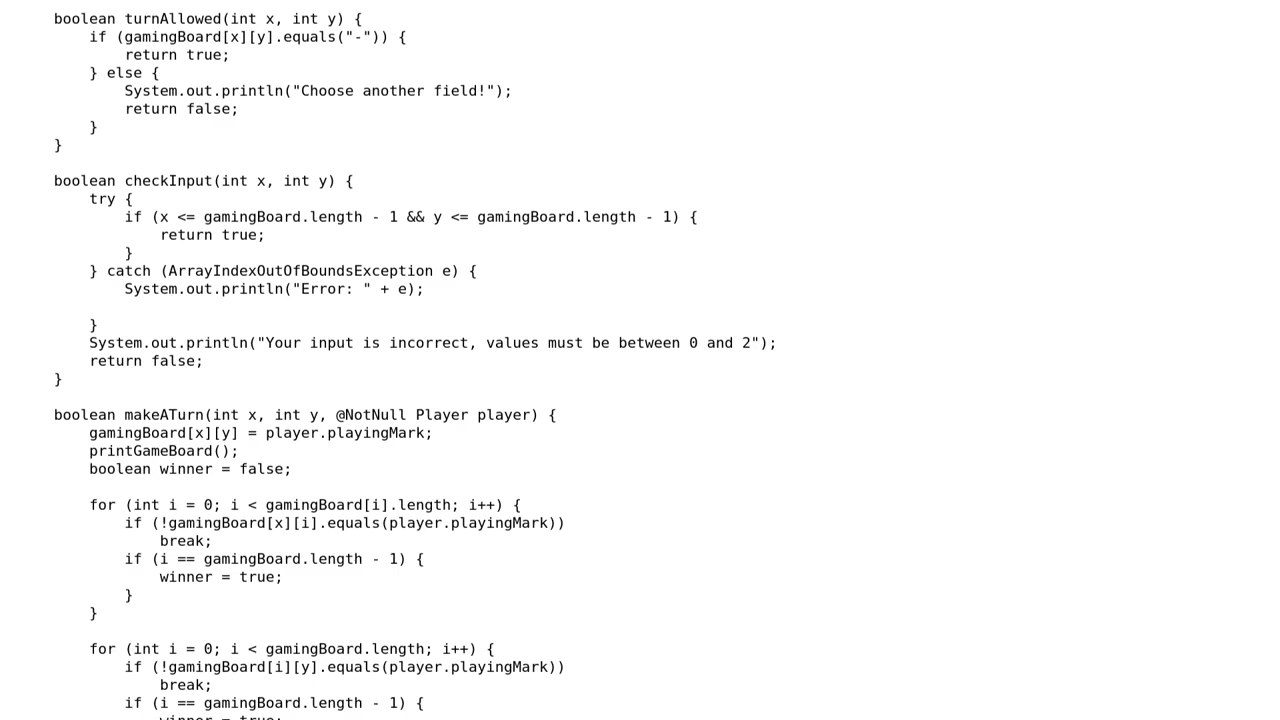 boolean turnAllowed(int x, int y) {
    if (gamingBoard[x][y].equals("-")) {
        return true;
    } else {
        System.out.println("Choose another field!");
        return false;
    }
}

boolean checkInput(int x, int y) {
    try {
        if (x <= gamingBoard.length - 1 && y <= gamingBoard.length - 1) {
            return true;
        }
    } catch (ArrayIndexOutOfBoundsException e) {
        System.out.println("Error: " + e);

    }
    System.out.println("Your input is incorrect, values must be between 0 and 2");
    return false;
}

boolean makeATurn(int x, int y, @NotNull Player player) {
    gamingBoard[x][y] = player.playingMark;
    printGameBoard();
    boolean winner = false;

    for (int i = 0; i < gamingBoard[i].length; i++) {
        if (!gamingBoard[x][i].equals(player.playingMark))
            break;
        if (i == gamingBoard.length - 1) {
            winner = true;
        }
    }

    for (int i = 0; i < gamingBoard.length; i++) {
        if (!gamingBoard[i][y].equals(player.playingMark))
            break;
        if (i == gamingBoard.length - 1) {
            winner = true;